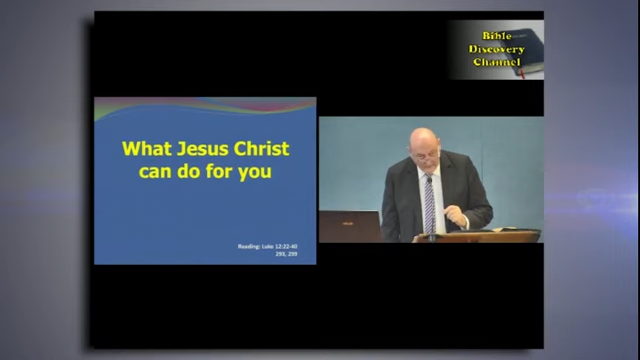 Bible
Discovery
Channel
What Jesus Christ
can do for you
Reading: Luke 12:22-40
293, 299